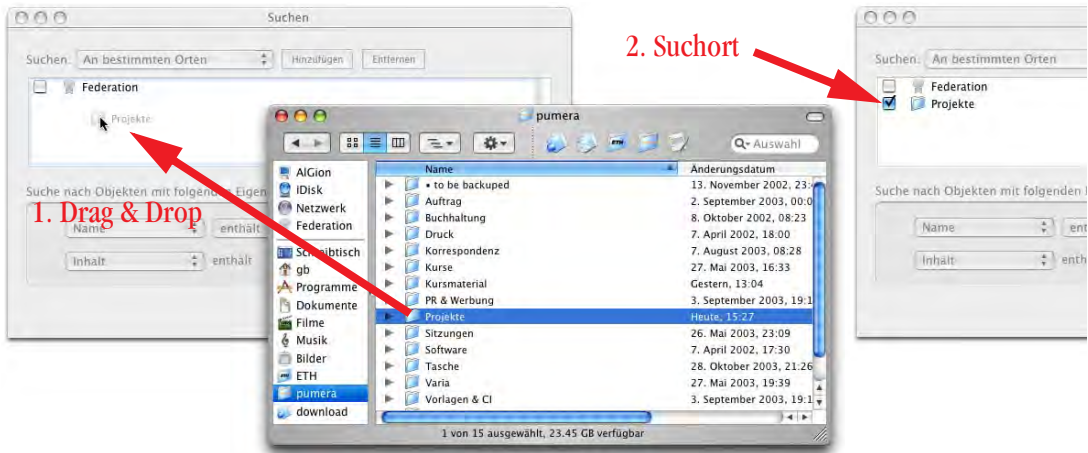 Suchen
Suchen: An bestimmten Orten Hinzufügen Entfernen
Federation
Projekte
Suche nach Objekten mit folgenden Eigen
Name enthält
Inhalt enthält
1. Drag & Drop
pumera
Auswahl
AlGion
IDisk
Netzwerk
Federation
Schreibtisch
gb
Programme
Dokumente
Filme
Musik
Bilder
ETH
pumera
download
Name Änderungsdatum
• to be backuped 13. November 2002, 23:
Auftrag 2. September 2003, 00:0
Buchhaltung 8. Oktober 2002, 08:23
Druck 7. April 2002, 18:00
Korrespondenz 7. August 2003, 08:28
Kurse 27. Mai 2003, 16:33
Kursmaterial Gestern, 13:04
PR & Werbung 3. September 2003, 19:1
Projekte Heute, 15:27
Sitzungen 26. Mai 2003, 23:09
Software 7. April 2002, 17:30
Tasche 28. Oktober 2003, 21:26
Varia 27. Mai 2003, 19:39
Vorlagen & CI 3. September 2003, 19:1
1 von 15 ausgewählt, 23.45 GB verfügbar
2. Suchort
Suchen: An bestimmten Orten
Federation
Projekte
Suche nach Objekten mit folgenden
Name ent
Inhalt enth